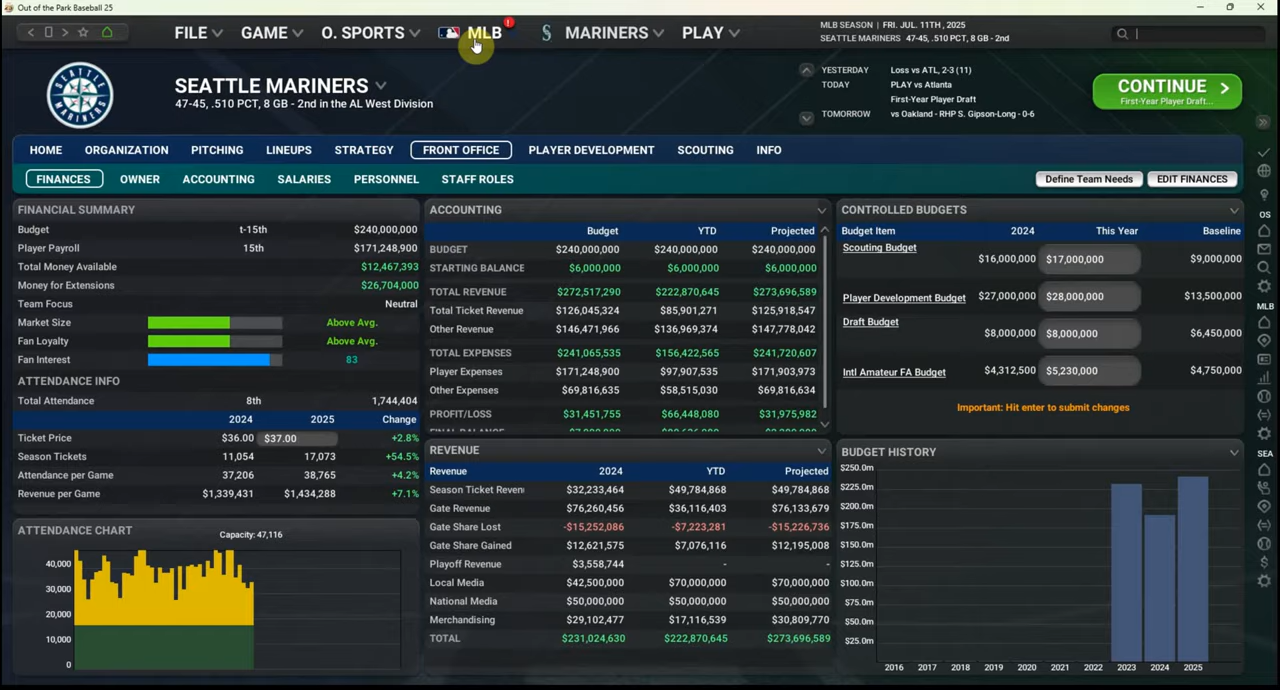 Out of the Park Baseball 25
FILE GAME O. SPORTS MLB ! MARINERS PLAY
MLB SEASON | FRI. JUL. 11TH, 2025
SEATTLE MARINERS 47-45, .510 PCT, 8 GB - 2nd
SEATTLE MARINERS
47-45, .510 PCT, 8 GB - 2nd in the AL West Division
YESTERDAY Loss vs ATL, 2-3 (11)
TODAY PLAY vs Atlanta
First-Year Player Draft
TOMORROW vs Oakland - RHP S. Gipson-Long - 0-6
CONTINUE
First-Year Player Draft...
HOME ORGANIZATION PITCHING LINEUPS STRATEGY FRONT OFFICE PLAYER DEVELOPMENT SCOUTING INFO
FINANCES OWNER ACCOUNTING SALARIES PERSONNEL STAFF ROLES Define Team Needs EDIT FINANCES
FINANCIAL SUMMARY
Budget t-15th $240,000,000
Player Payroll 15th $171,248,900
Total Money Available $12,467,393
Money for Extensions $26,704,000
Team Focus Neutral
Market Size Above Avg.
Fan Loyalty Above Avg.
Fan Interest 83
ATTENDANCE INFO
Total Attendance 8th 1,744,404
2024 2025 Change
Ticket Price $36.00 $37.00 +2.8%
Season Tickets 11,054 17,073 +54.5%
Attendance per Game 37,206 38,765 +4.2%
Revenue per Game $1,339,431 $1,434,288 +7.1%
ATTENDANCE CHART
Capacity: 47,116
40,000
30,000
20,000
10,000
0
ACCOUNTING
Budget YTD Projected
BUDGET $240,000,000 $240,000,000 $240,000,000
STARTING BALANCE $6,000,000 $6,000,000 $6,000,000
TOTAL REVENUE $272,517,290 $222,870,645 $273,696,589
Total Ticket Revenue $126,045,324 $85,901,271 $125,918,547
Other Revenue $146,471,966 $136,969,374 $147,778,042
TOTAL EXPENSES $241,065,535 $156,422,565 $241,720,607
Player Expenses $171,248,900 $97,907,535 $171,903,973
Other Expenses $69,816,635 $58,515,030 $69,816,634
PROFIT/LOSS $31,451,755 $66,448,080 $31,975,982
REVENUE
Revenue 2024 YTD Projected
Season Ticket Reven $32,233,464 $49,784,868 $49,784,868
Gate Revenue $76,260,456 $36,116,403 $76,133,679
Gate Share Lost -$15,252,086 -$7,223,281 -$15,226,736
Gate Share Gained $12,621,575 $7,076,116 $12,195,008
Playoff Revenue $3,558,744 - -
Local Media $42,500,000 $70,000,000 $70,000,000
National Media $50,000,000 $50,000,000 $50,000,000
Merchandising $29,102,477 $17,116,539 $30,809,770
TOTAL $231,024,630 $222,870,645 $273,696,589
CONTROLLED BUDGETS
Budget Item 2024 This Year Baseline
Scouting Budget $16,000,000 $17,000,000 $9,000,000
Player Development Budget $27,000,000 $28,000,000 $13,500,000
Draft Budget $8,000,000 $8,000,000 $6,450,000
Intl Amateur FA Budget $4,312,500 $5,230,000 $4,750,000
Important: Hit enter to submit changes
BUDGET HISTORY
$250.0m
$225.0m
$200.0m
$175.0m
$150.0m
$125.0m
$100.0m
$75.0m
$50.0m
$25.0m
2016 2017 2018 2019 2020 2021 2022 2023 2024 2025
OS
MLB
SEA